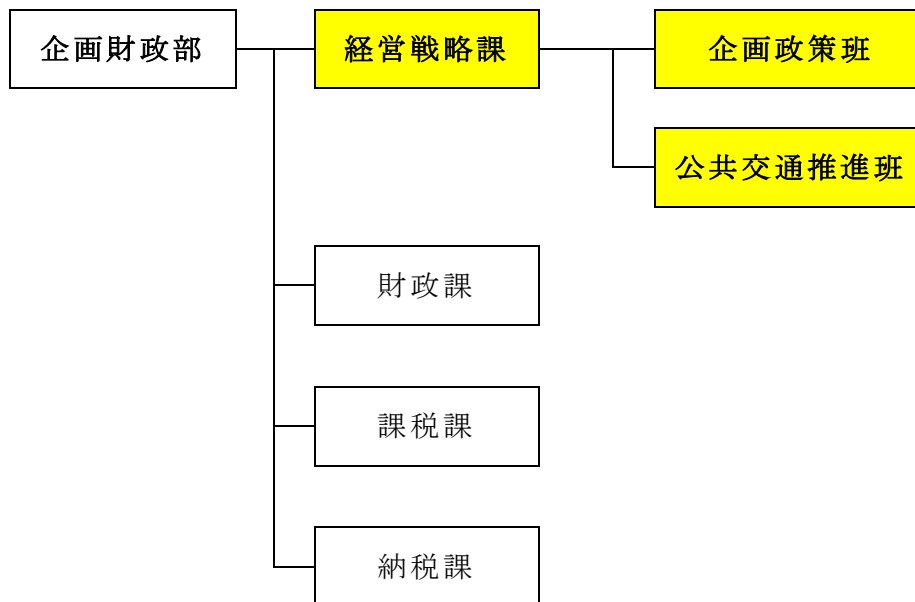 企画財政部
経営戦略課
企画政策班
公共交通推進班
財政課
課税課
納税課